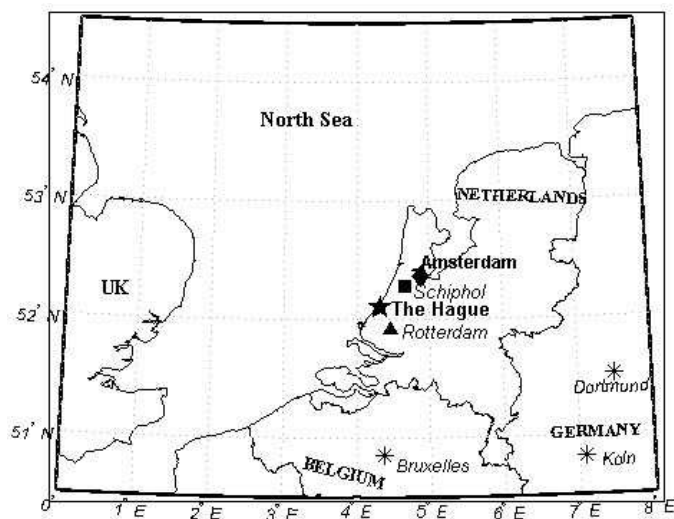 54° N
North Sea
53° N
NETHERLANDS
Amsterdam
UK
Schiphol
52° N
The Hague
Rotterdam
Dortmund
51° N
GERMANY
BELGIUM
Bruxelles
Koln
6
0° 1° E 2° E 3° E 4° E 5° E 6° E 7° E 8° E